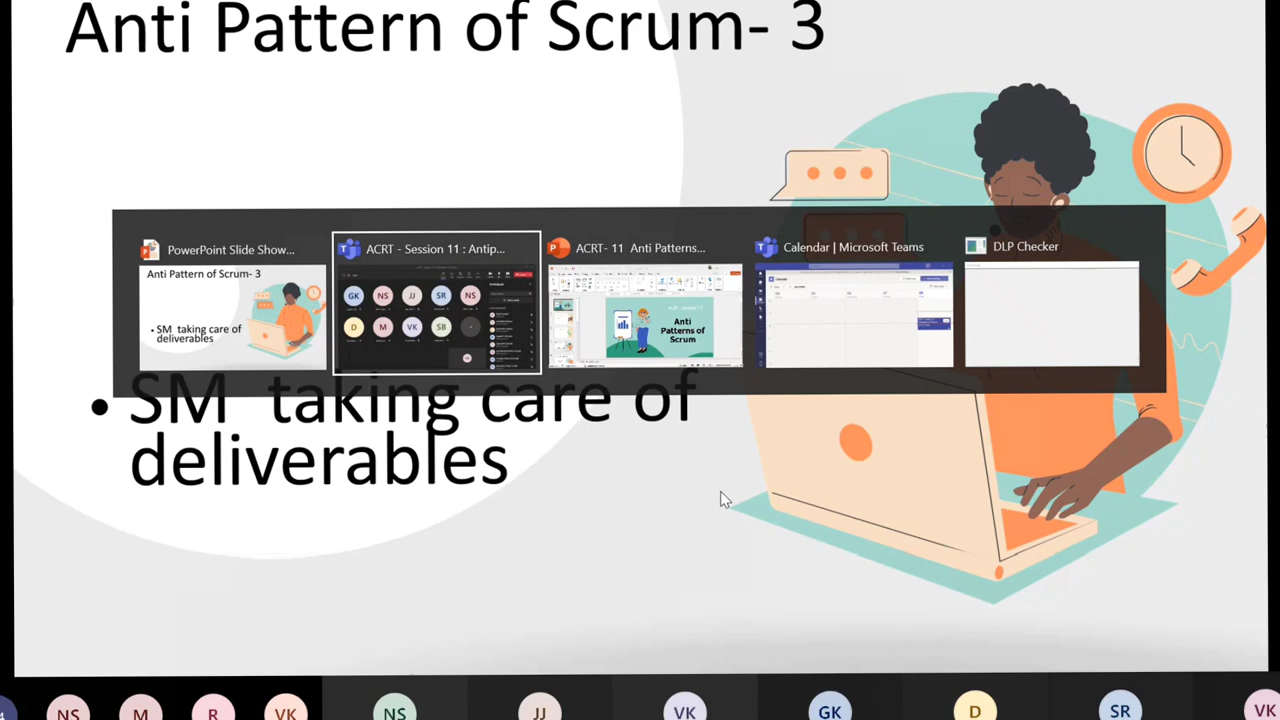 Anti Pattern of Scrum- 3
PowerPoint Slide Show...
ACRT - Session 11 : Antip...
ACRT- 11 Anti Patterns...
Calendar | Microsoft Teams
DLP Checker
Anti Pattern of Scrum- 3
• SM taking care of
deliverables
GK NS JJ SR NS
D M VK SB
Anti
Patterns of
Scrum
• SM taking care of
deliverables
NS M R VK NS JJ VK GK D SR VK